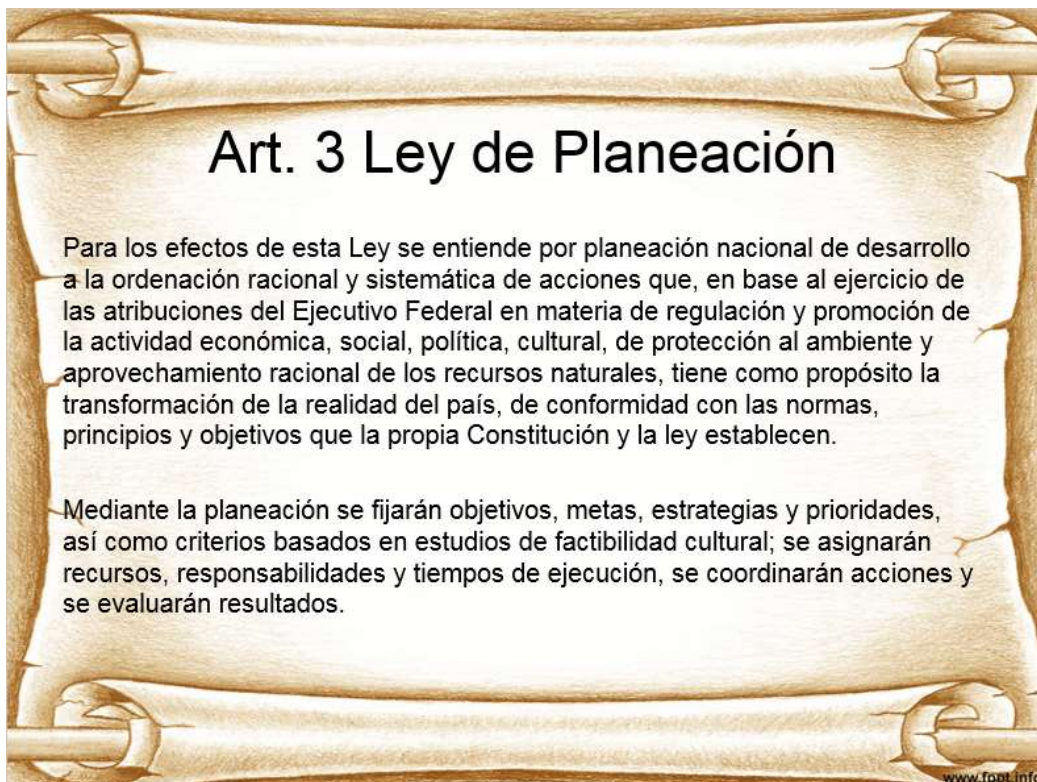 Art. 3 Ley de Planeación
Para los efectos de esta Ley se entiende por planeación nacional de desarrollo
a la ordenación racional y sistemática de acciones que, en base al ejercicio de
las atribuciones del Ejecutivo Federal en materia de regulación y promoción de
la actividad económica, social, política, cultural, de protección al ambiente y
aprovechamiento racional de los recursos naturales, tiene como propósito la
transformación de la realidad del país, de conformidad con las normas,
principios y objetivos que la propia Constitución y la ley establecen.
Mediante la planeación se fijarán objetivos, metas, estrategias y prioridades,
así como criterios basados en estudios de factibilidad cultural; se asignarán
recursos, responsabilidades y tiempos de ejecución, se coordinarán acciones y
se evaluarán resultados.
www.font.info